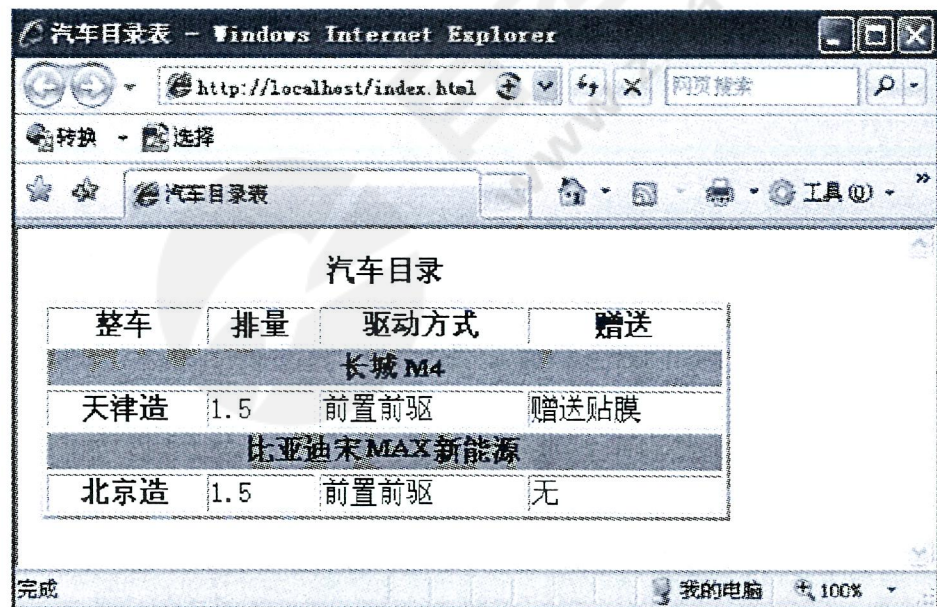 汽车目录表 - Windows Internet Explorer
http://localhost/index.html
网页搜索
转换 选择
汽车目录表
工具(O)
汽车目录
整车 排量 驱动方式 赠送
长城M4
天津造 1.5 前置前驱 赠送贴膜
比亚迪宋MAX新能源
北京造 1.5 前置前驱 无
完成 我的电脑 100%